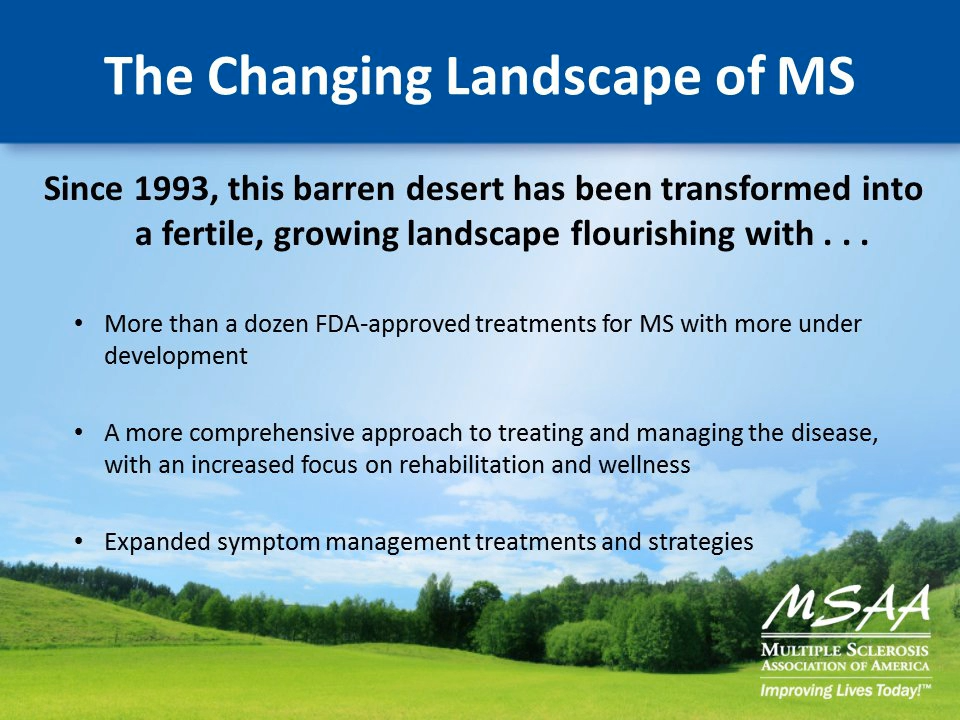 The Changing Landscape of MS
Since 1993, this barren desert has been transformed into
a fertile, growing landscape flourishing with . . .
• More than a dozen FDA-approved treatments for MS with more under
development
• A more comprehensive approach to treating and managing the disease,
with an increased focus on rehabilitation and wellness
• Expanded symptom management treatments and strategies
MSAA
MULTIPLE SCLEROSIS
ASSOCIATION OF AMERICA
Improving Lives Today!™